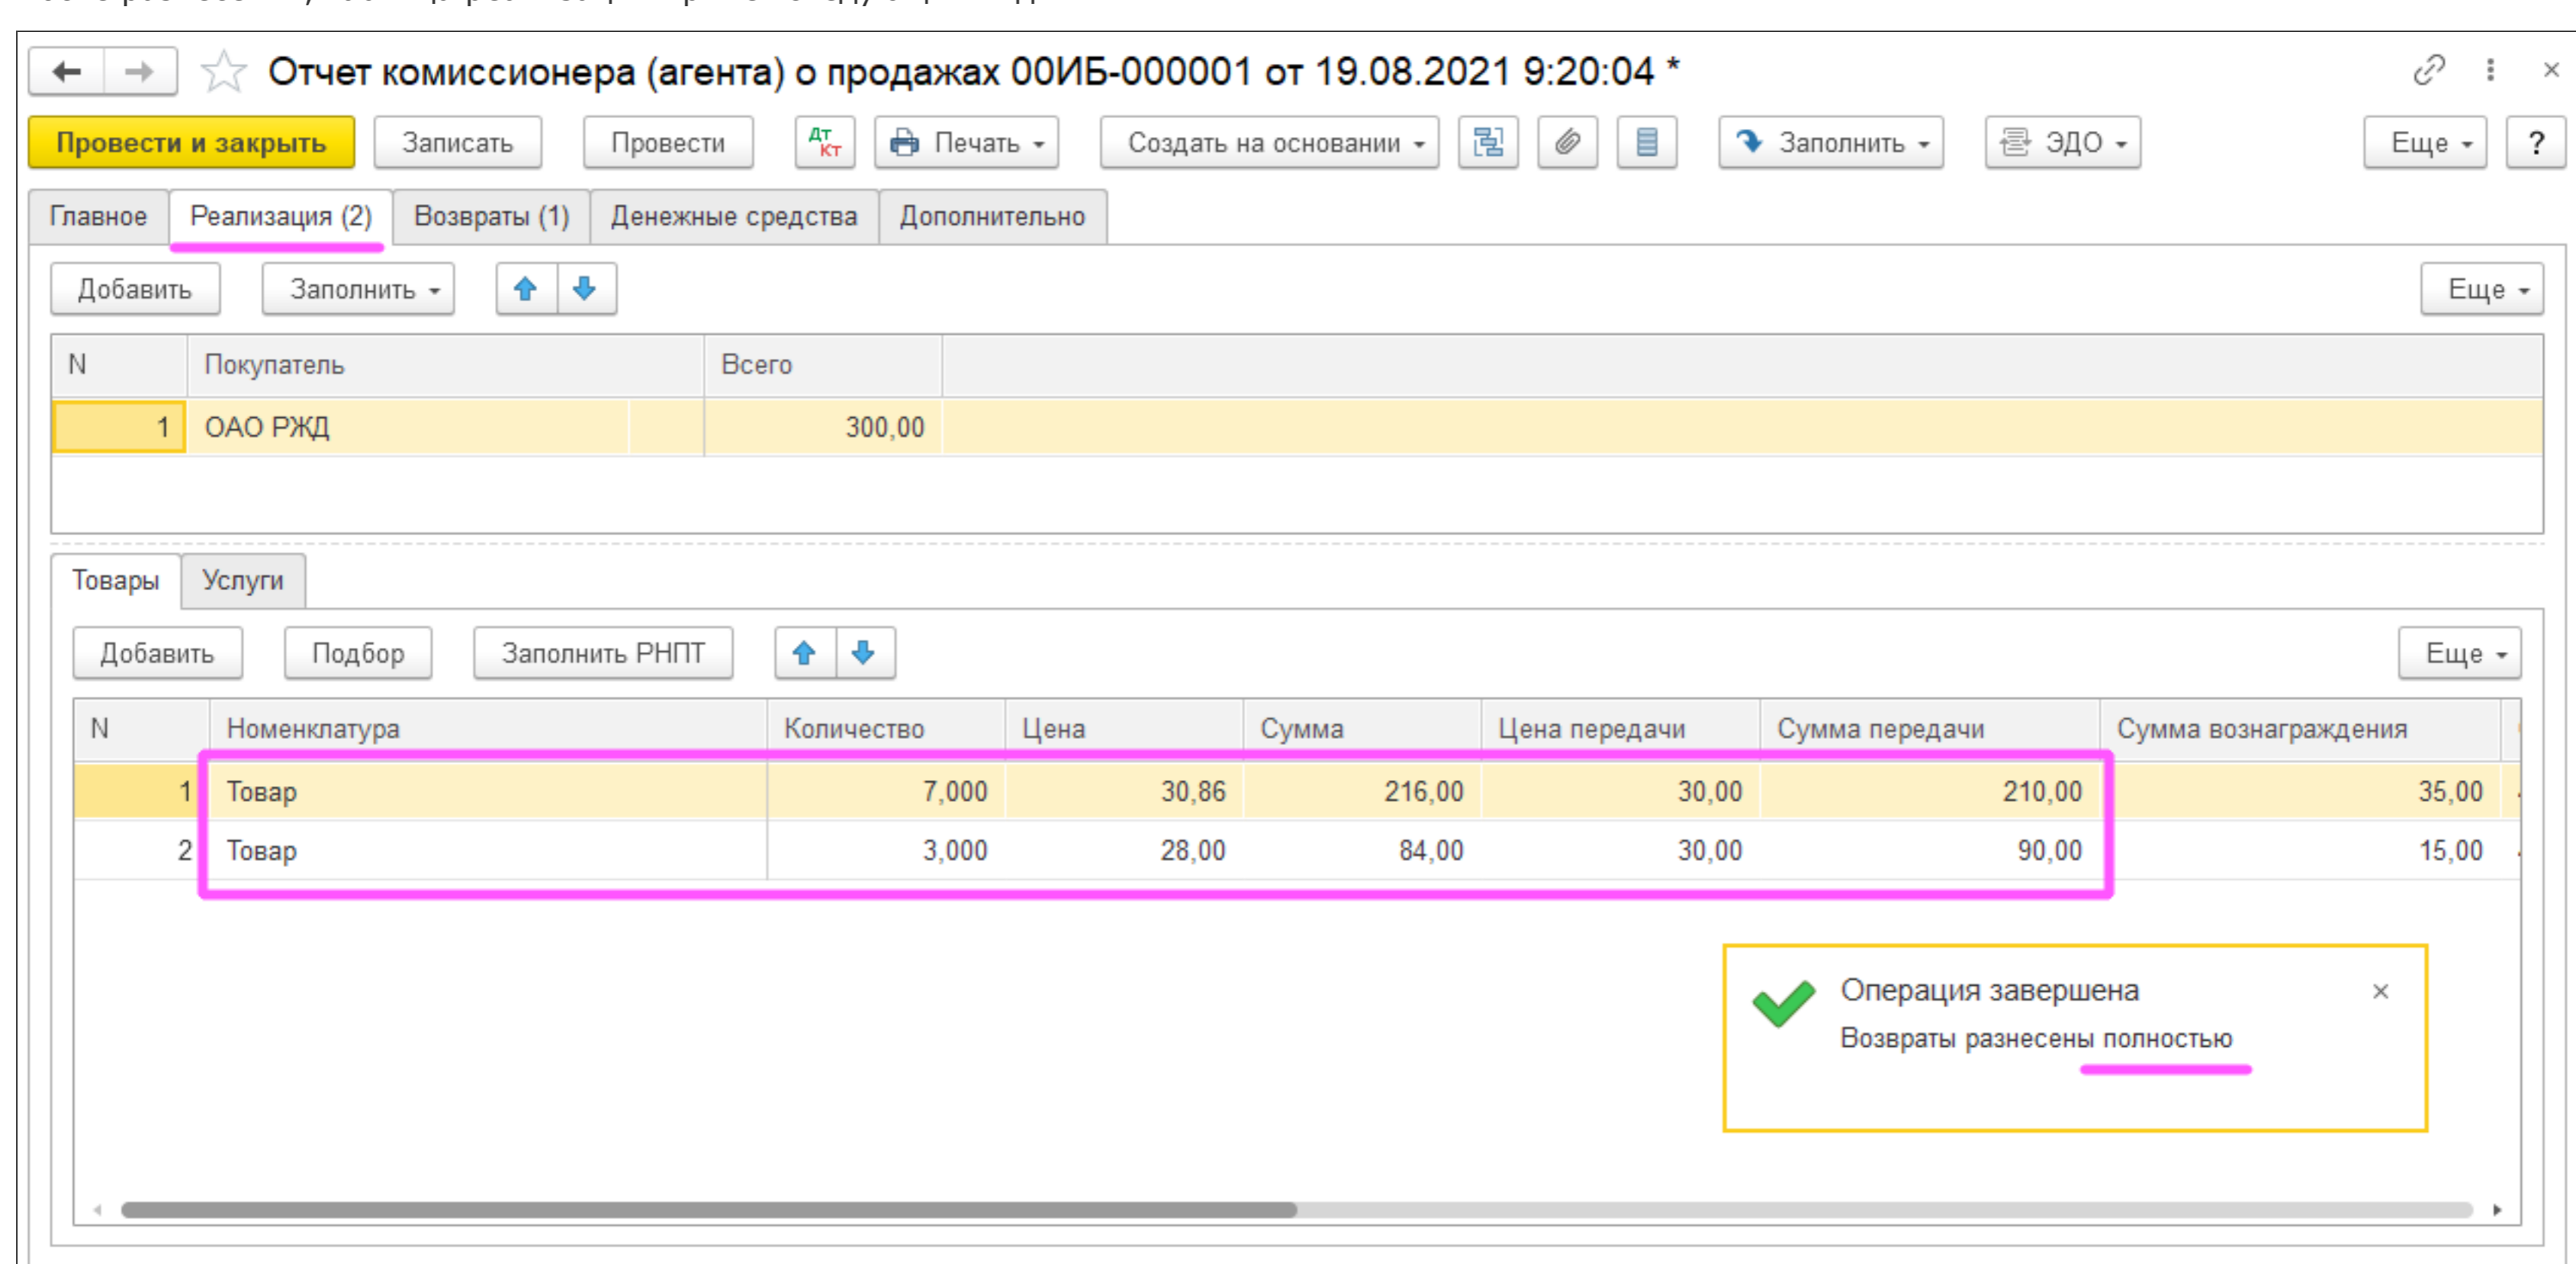 Отчет комиссионера (агента) о продажах 00ИБ-000001 от 19.08.2021 9:20:04 *
Провести и закрыть Записать Провести Дт Кт Печать Создать на основании Заполнить ЭДО Еще ?
Главное Реализация (2) Возвраты (1) Денежные средства Дополнительно
Добавить Заполнить Еще
N Покупатель Всего
1 ОАО РЖД 300,00
Товары Услуги
Добавить Подбор Заполнить РНПТ Еще
N Номенклатура Количество Цена Сумма Цена передачи Сумма передачи Сумма вознаграждения
1 Товар 7,000 30,86 216,00 30,00 210,00 35,00
2 Товар 3,000 28,00 84,00 30,00 90,00 15,00
Операция завершена
Возвраты разнесены полностью